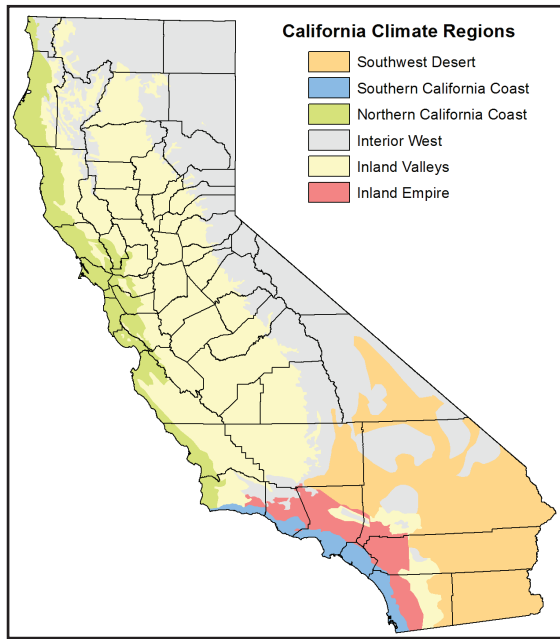 California Climate Regions
Southwest Desert
Southern California Coast
Northern California Coast
Interior West
Inland Valleys
Inland Empire